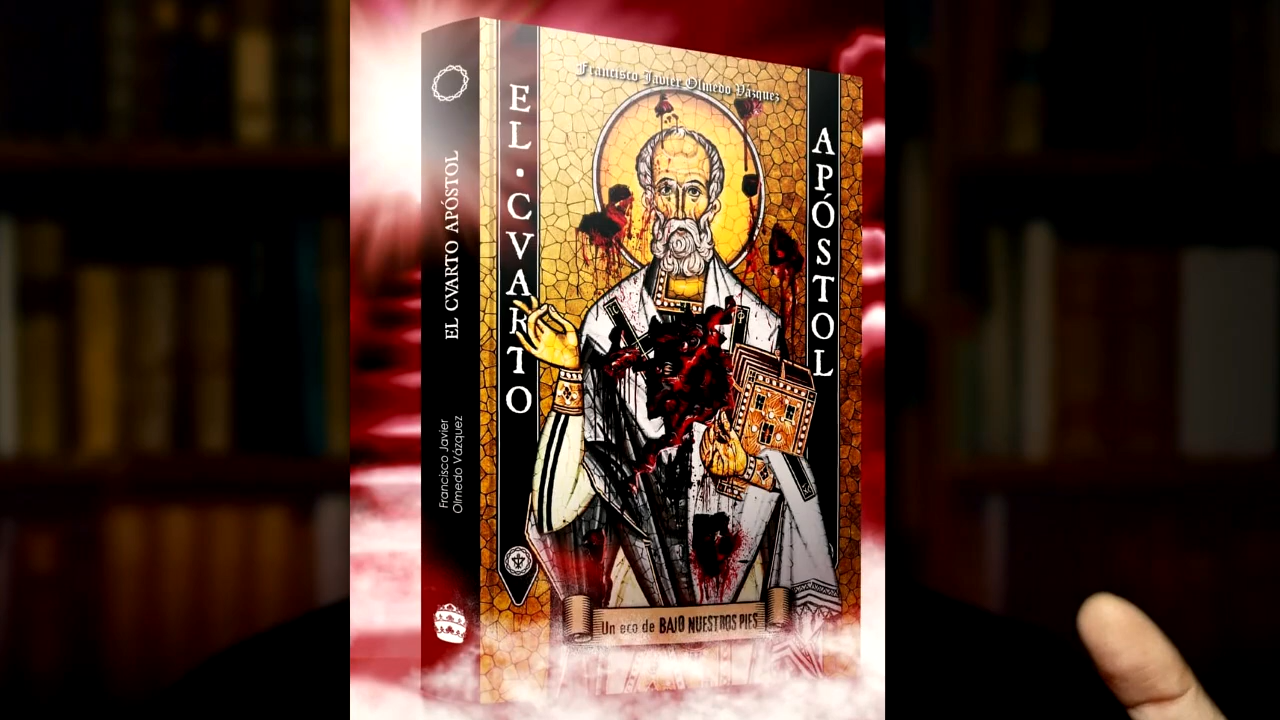 EL CVARTO APÓSTOL
Francisco Javier
Olmedo Vázquez
Francisco Javier Olmedo Vázquez
EL·CVARTO
APÓSTOL
Un eco de BAJO NUESTROS PIES